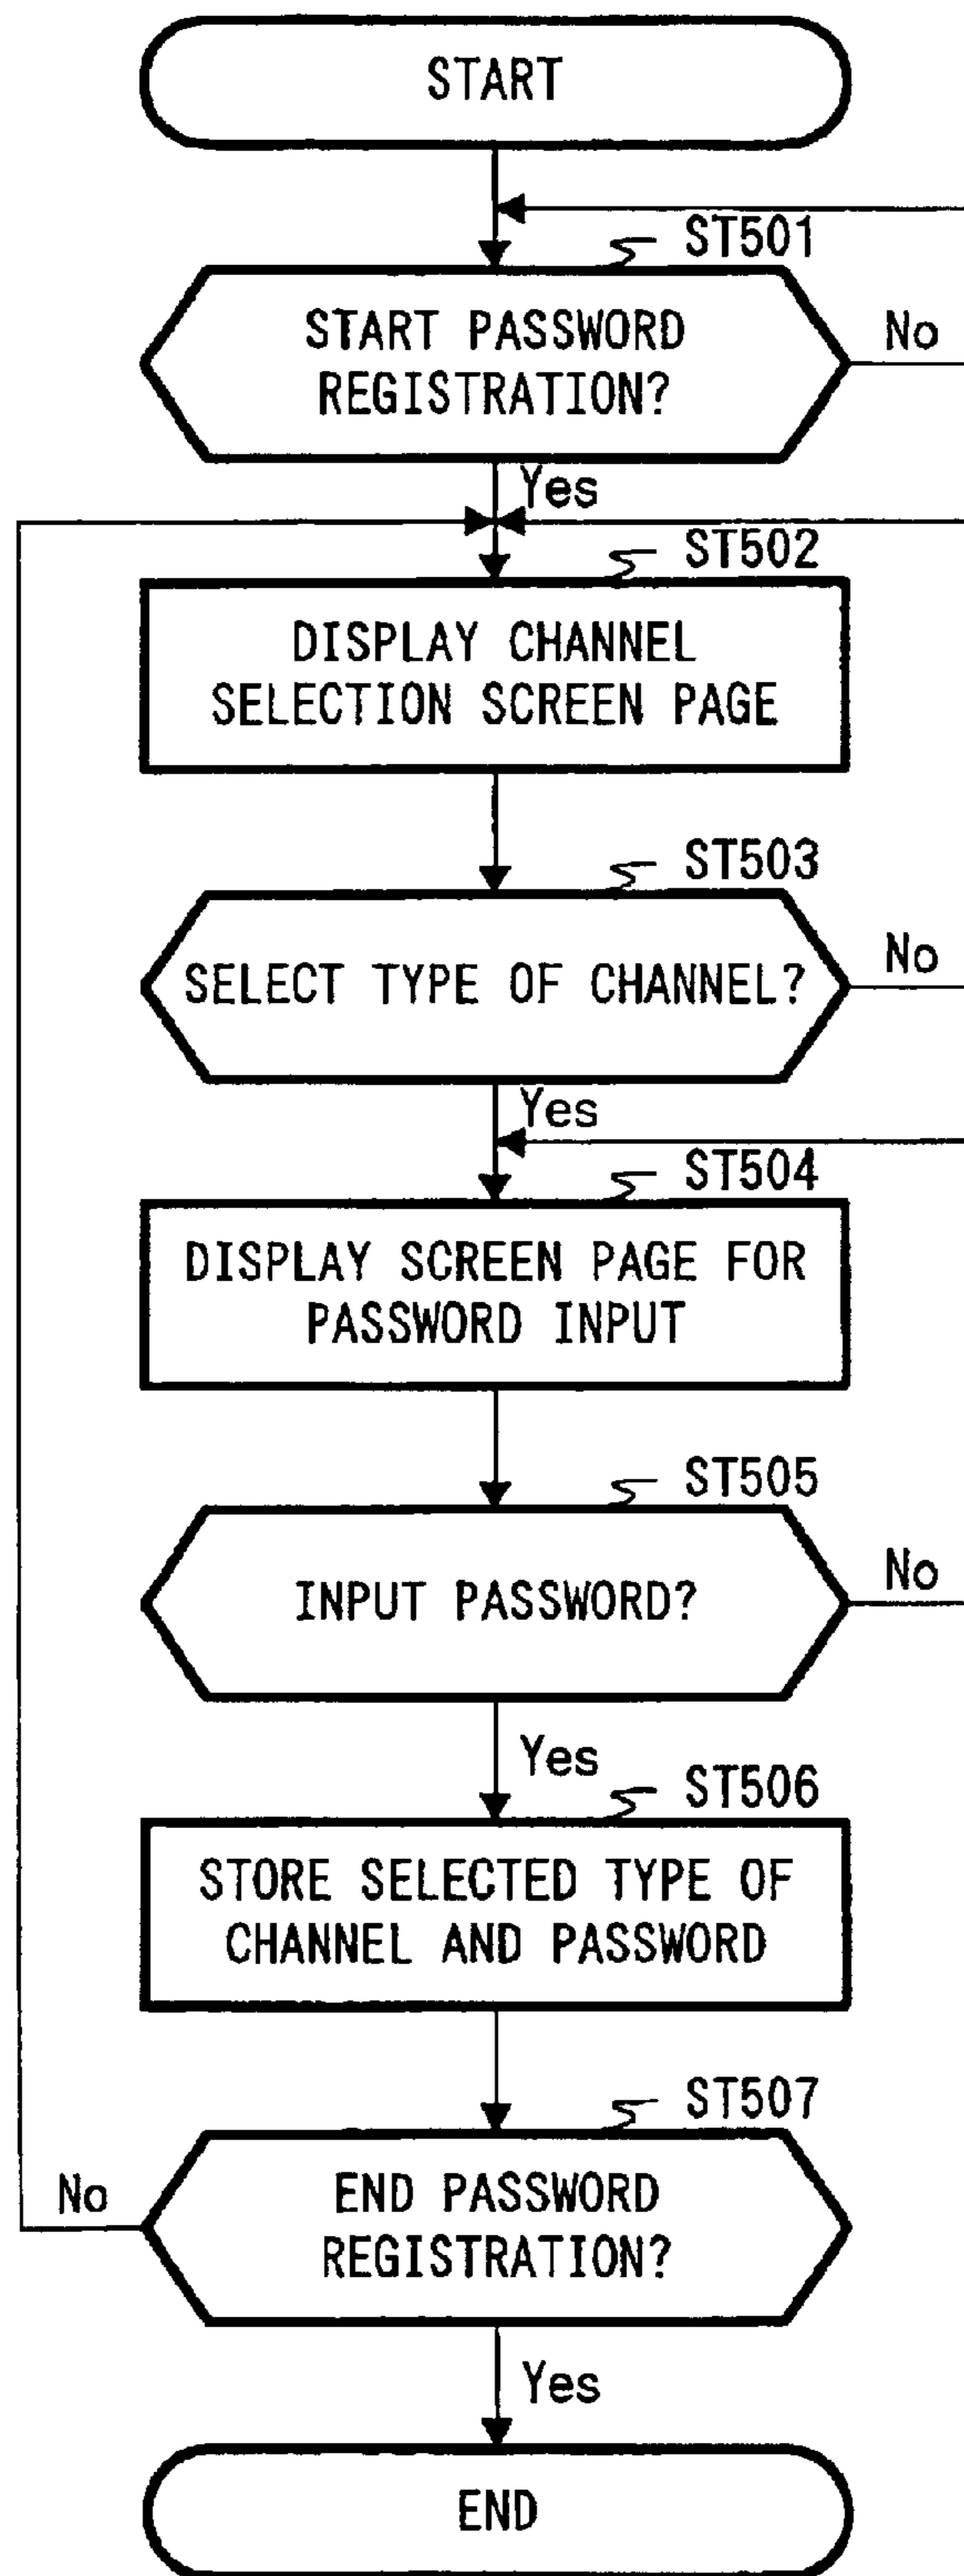 START
ST501
START PASSWORD
REGISTRATION?
No
Yes
ST502
DISPLAY CHANNEL
SELECTION SCREEN PAGE
ST503
SELECT TYPE OF CHANNEL?
No
Yes
ST504
DISPLAY SCREEN PAGE FOR
PASSWORD INPUT
ST505
INPUT PASSWORD?
No
Yes
ST506
STORE SELECTED TYPE OF
CHANNEL AND PASSWORD
ST507
END PASSWORD
REGISTRATION?
No
Yes
END